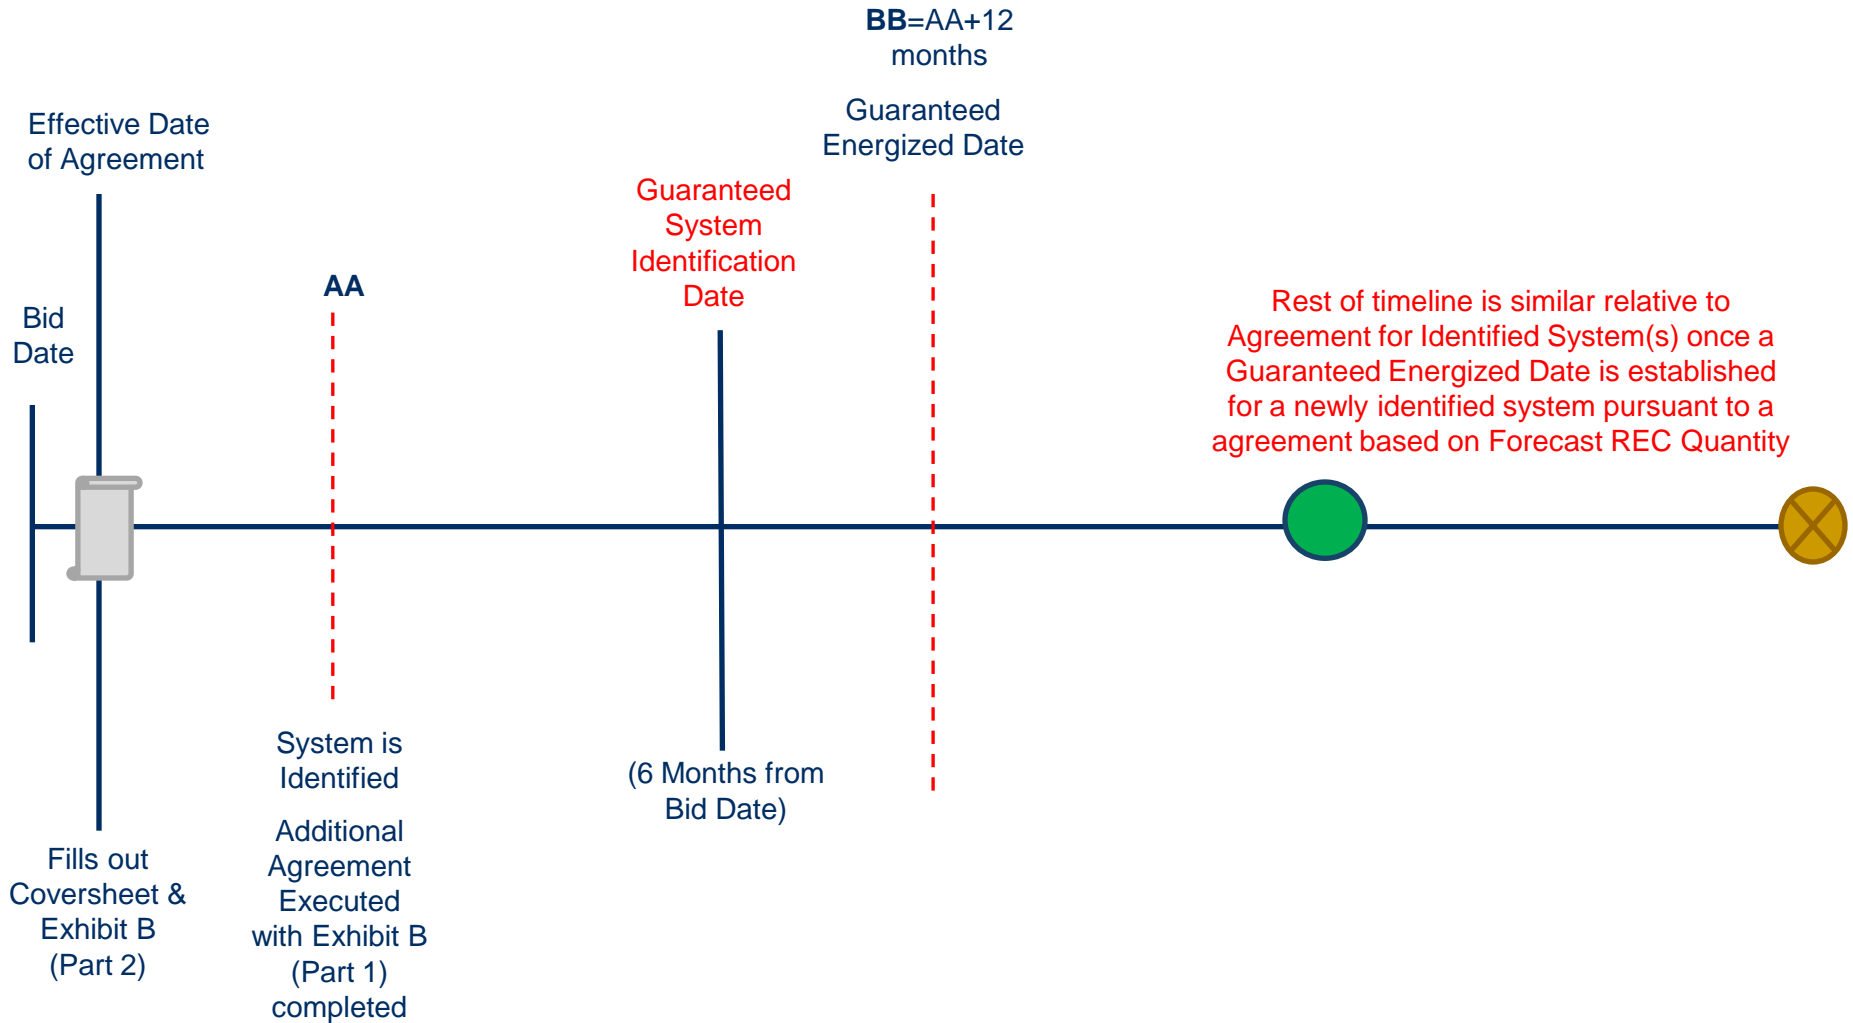 BB=AA+12
months
Guaranteed
Energized Date
Effective Date
of Agreement
Guaranteed
System
Identification
Date
AA
Bid
Date
Rest of timeline is similar relative to
Agreement for Identified System(s) once a
Guaranteed Energized Date is established
for a newly identified system pursuant to a
agreement based on Forecast REC Quantity
System is
Identified
Additional
Agreement
Executed
with Exhibit B
(Part 1)
completed
(6 Months from
Bid Date)
Fills out
Coversheet &
Exhibit B
(Part 2)